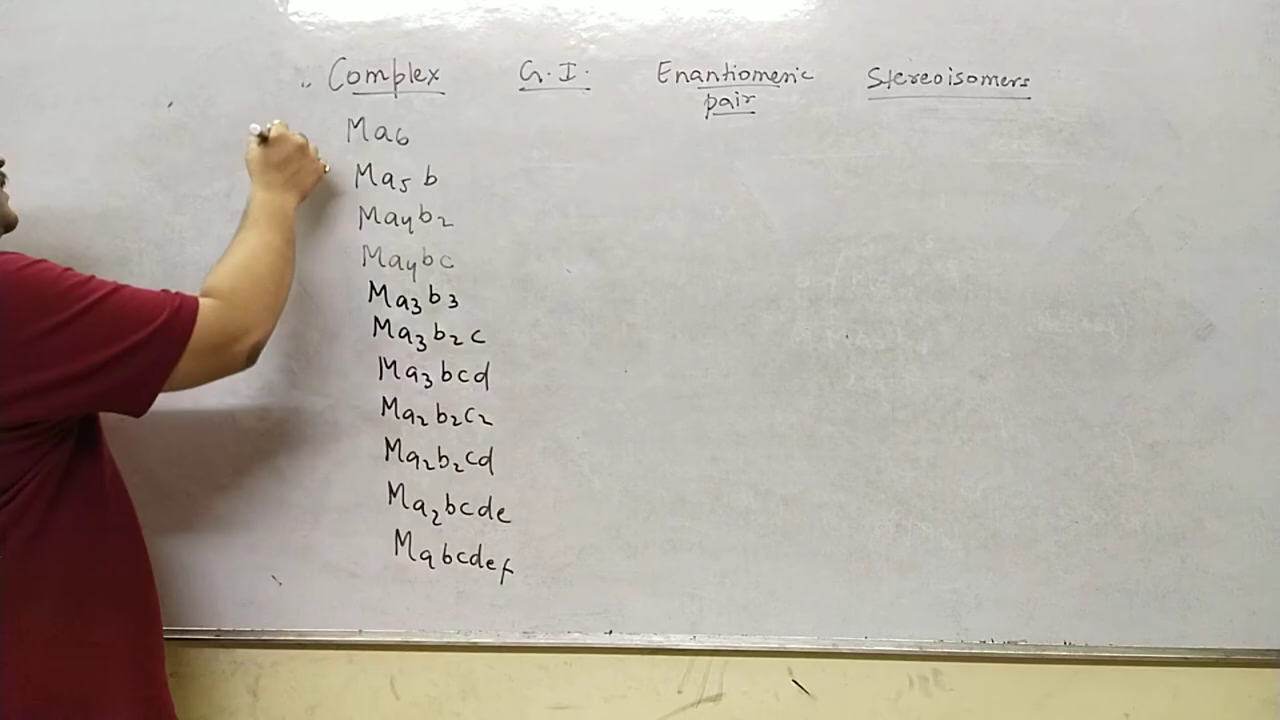 Complex G.I. Enantiomeric pair Stereoisomers
Ma6
Ma5b
Ma4b2
Ma4bc
Ma3b3
Ma3b2c
Ma3bcd
Ma2b2c2
Ma2b2cd
Ma2bcde
Mabcdef